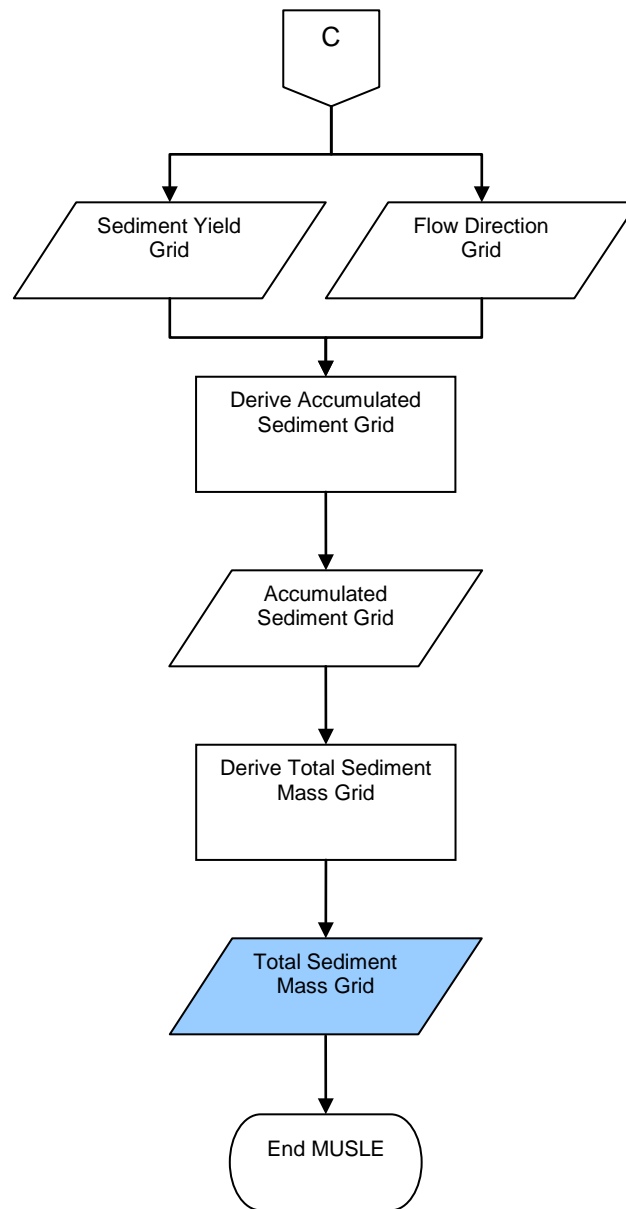 C
Sediment Yield
Grid
Flow Direction
Grid
Derive Accumulated
Sediment Grid
Accumulated
Sediment Grid
Derive Total Sediment
Mass Grid
Total Sediment
Mass Grid
End MUSLE